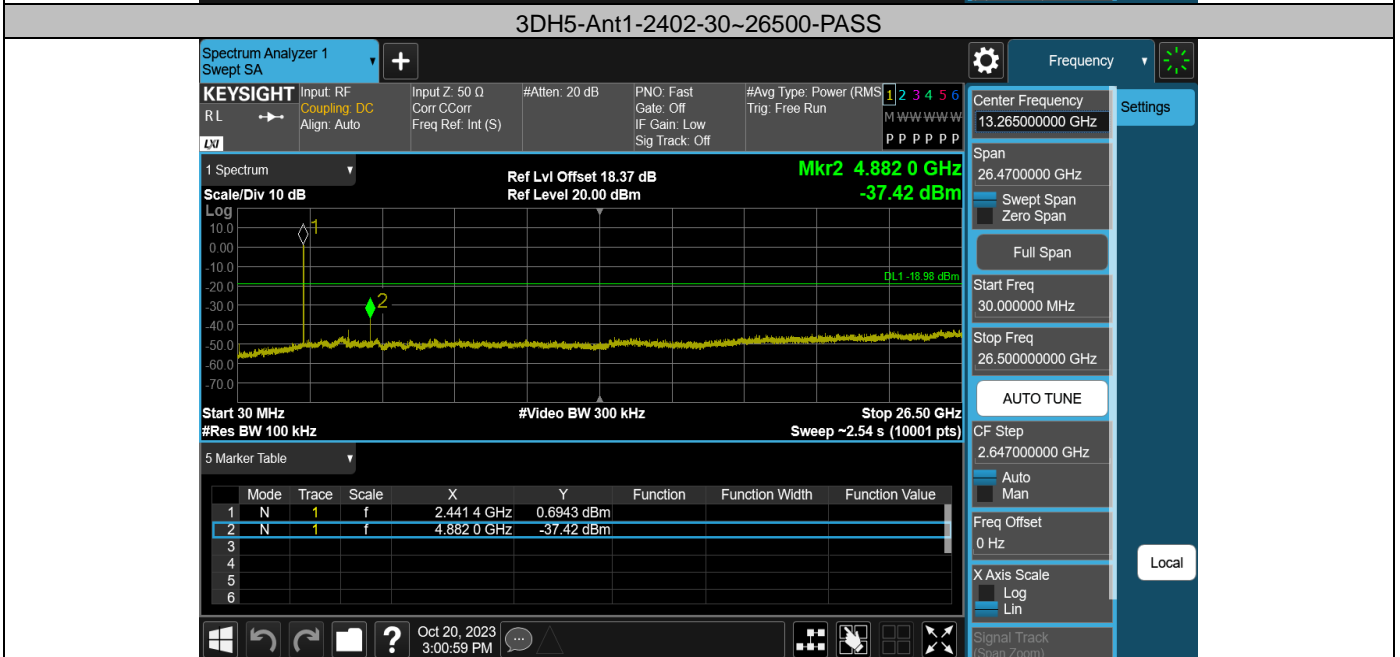 3DH5-Ant1-2402-30~26500-PASS
Spectrum Analyzer 1
Swept SA
+
Frequency
KEYSIGHT
RL
LXI
Input: RF
Coupling: DC
Align: Auto
Input Z: 50 Ω
Corr CCorr
Freq Ref: Int (S)
#Atten: 20 dB
PNO: Fast
Gate: Off
IF Gain: Low
Sig Track: Off
#Avg Type: Power (RMS
Trig: Free Run
1 2 3 4 5 6
M W W W W W
P P P P P P
1 Spectrum
Scale/Div 10 dB
Ref Lvl Offset 18.37 dB
Ref Level 20.00 dBm
Mkr2 4.882 0 GHz
-37.42 dBm
Log
10.0
0.00
-10.0
-20.0
-30.0
-40.0
-50.0
-60.0
-70.0
1
2
DL1 -18.98 dBm
Start 30 MHz
#Video BW 300 kHz
Stop 26.50 GHz
#Res BW 100 kHz
Sweep ~2.54 s (10001 pts)
5 Marker Table
Mode Trace Scale X Y Function Function Width Function Value
1 N 1 f 2.441 4 GHz 0.6943 dBm
2 N 1 f 4.882 0 GHz -37.42 dBm
3
4
5
6
?
Oct 20, 2023
3:00:59 PM
Center Frequency
13.265000000 GHz
Settings
Span
26.4700000 GHz
Swept Span
Zero Span
Full Span
Start Freq
30.000000 MHz
Stop Freq
26.500000000 GHz
AUTO TUNE
CF Step
2.647000000 GHz
Auto
Man
Freq Offset
0 Hz
X Axis Scale
Log
Lin
Local
Signal Track
(Span Zoom)